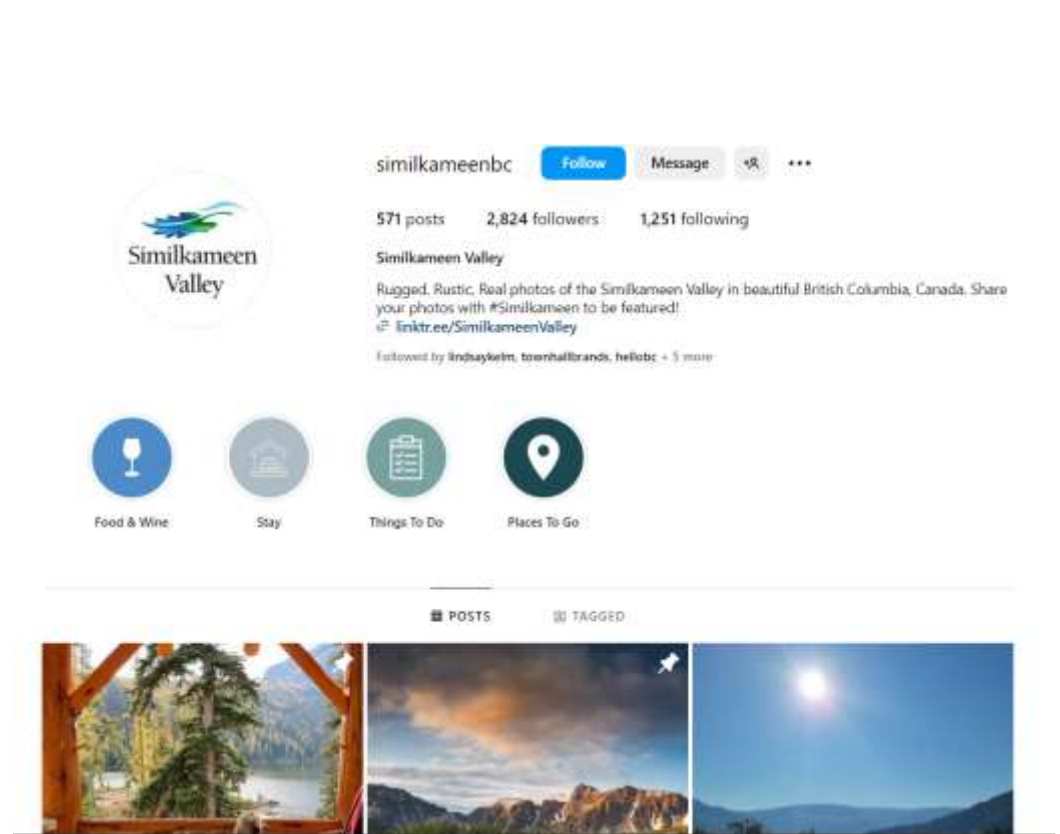 similkameenbc Follow Message
571 posts 2,824 followers 1,251 following
Similkameen
Valley
Similkameen Valley
Rugged, Rustic, Real photos of the Similkameen Valley in beautiful British Columbia, Canada. Share
your photos with #Similkameen to be featured!
linktr.ee/SimilkameenValley
Followed by lindsaykelm, townhallbrands, hellobc + 5 more
Food & Wine Stay Things To Do Places To Go
POSTS TAGGED